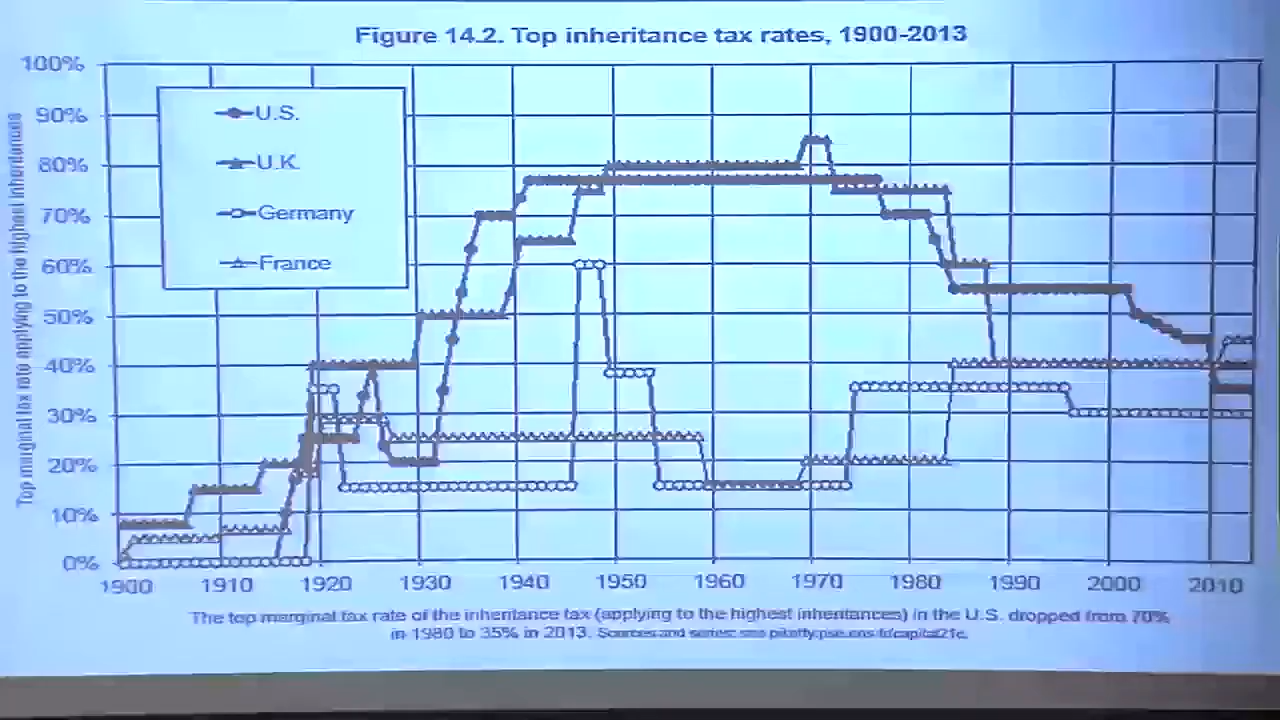 Figure 14.2. Top inheritance tax rates, 1900-2013
Top marginal tax rate applying to the highest inheritances
100%
90%
80%
70%
60%
50%
40%
30%
20%
10%
0%
U.S.
U.K.
Germany
France
1900 1910 1920 1930 1940 1950 1960 1970 1980 1990 2000 2010
The top marginal tax rate of the inheritance tax (applying to the highest inheritances) in the U.S. dropped from 70%
in 1980 to 35% in 2013. Sources and series: see piketty.pse.ens.fr/capital21c.